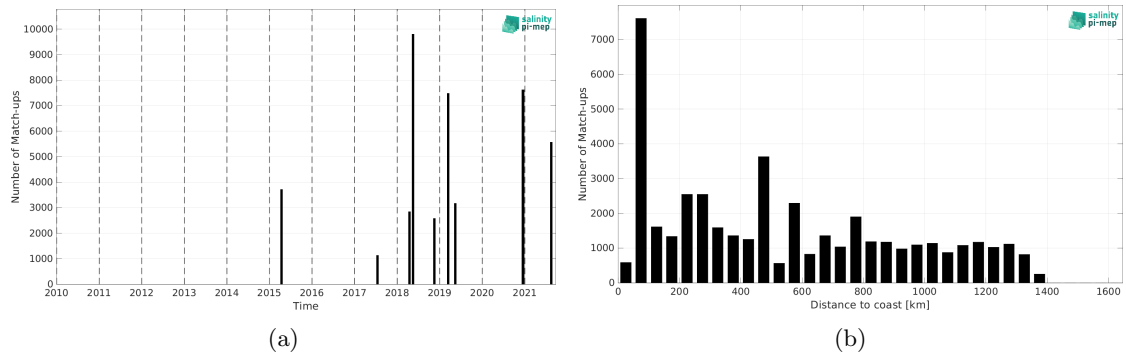 salinity
pi-mep
10000
9000
8000
7000
6000
5000
4000
3000
2000
1000
0
Number of Match-ups
2010 2011 2012 2013 2014 2015 2016 2017 2018 2019 2020 2021
Time
(a)
salinity
pi-mep
7000
6000
5000
4000
3000
2000
1000
0
Number of Match-ups
0 200 400 600 800 1000 1200 1400 1600
Distance to coast [km]
(b)